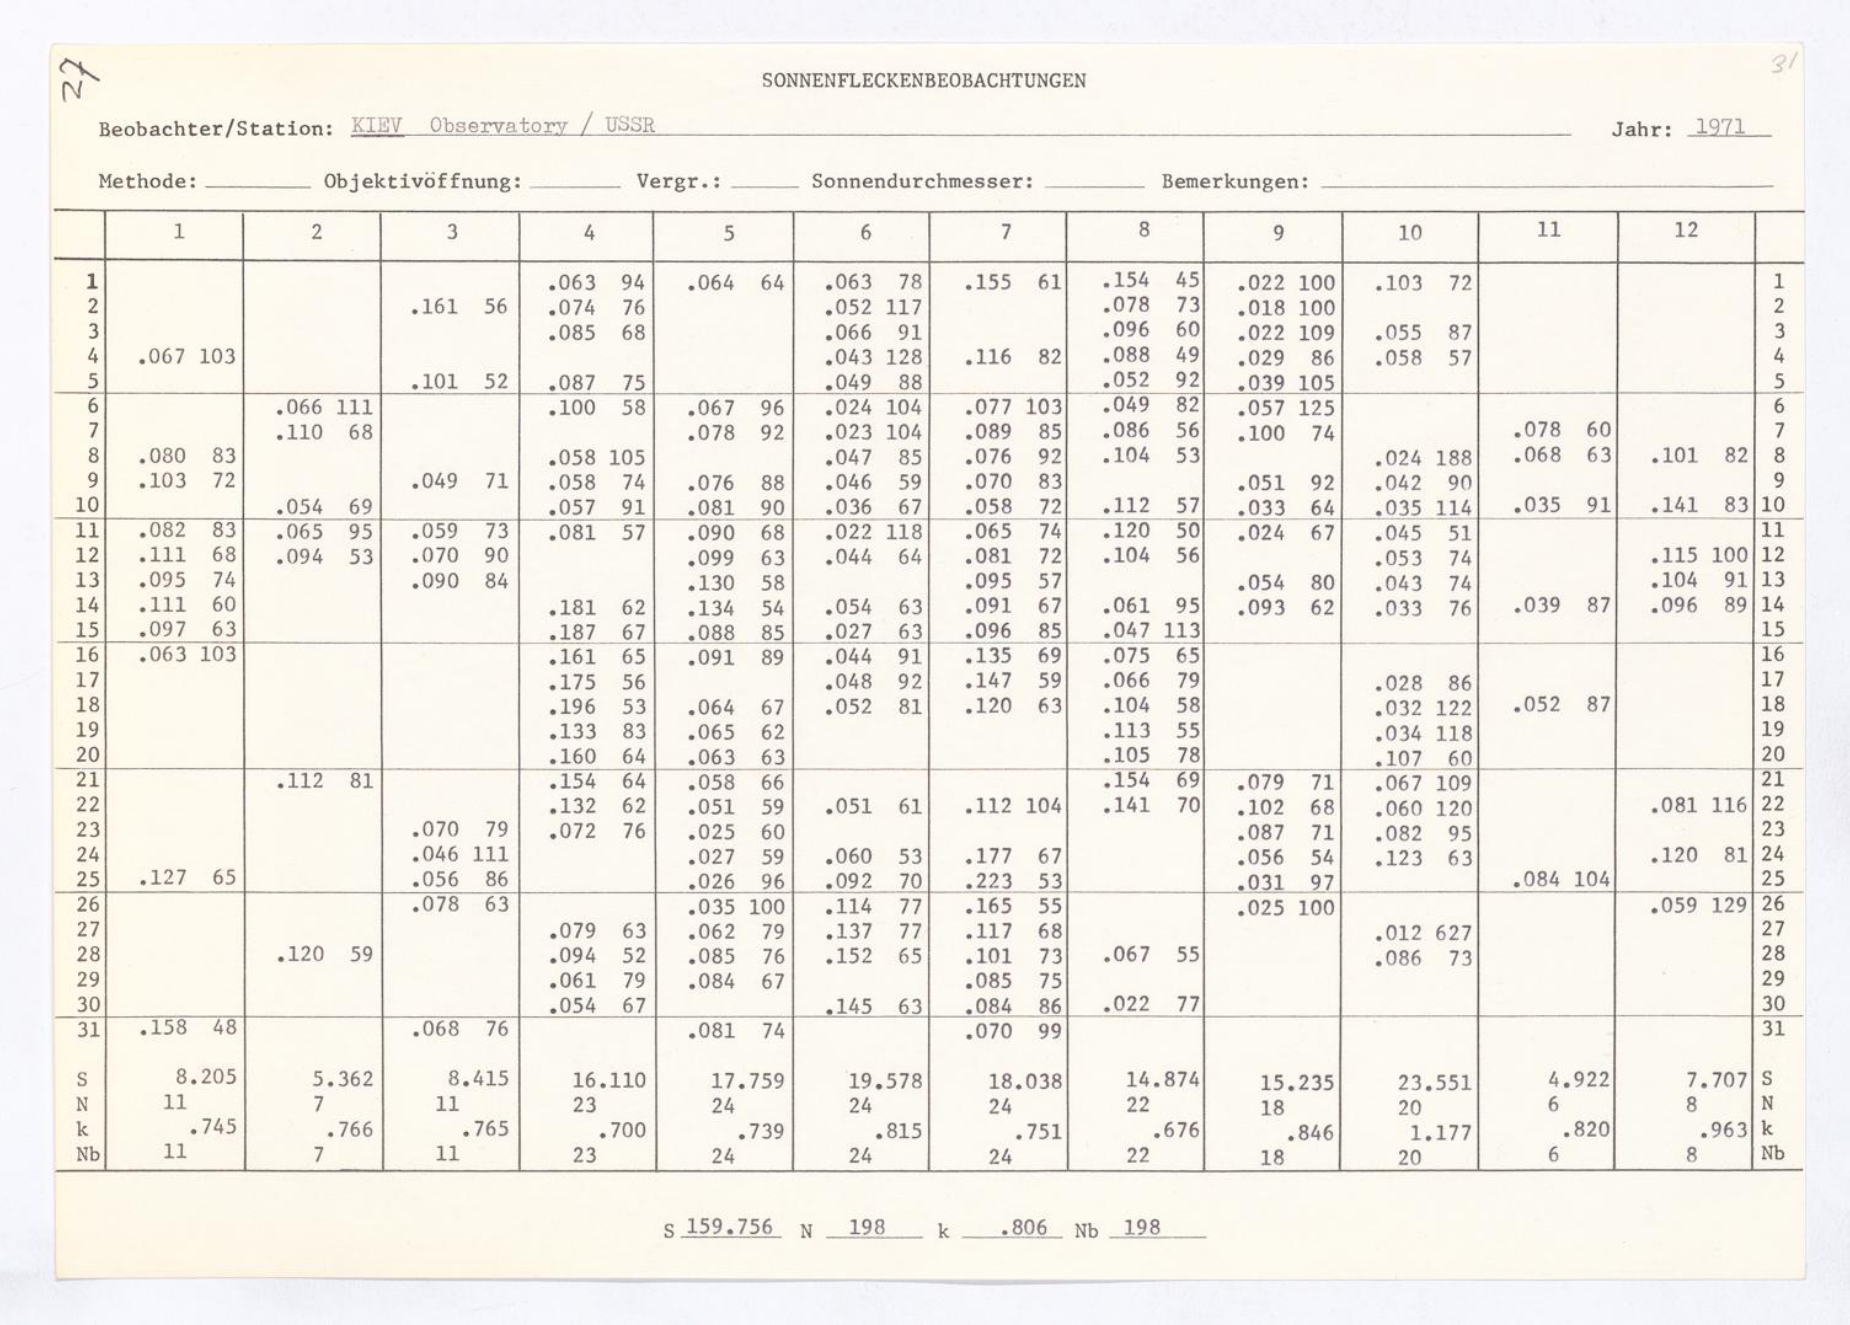 27
31
SONNENFLECKENBEOBACHTUNGEN
Beobachter/Station: KIEV Observatory / USSR Jahr: 1971
Methode: Objektivöffnung: Vergr.: Sonnendurchmesser: Bemerkungen:
1 2 3 4 5 6 7 8 9 10 11 12
1 .063 94 .064 64 .063 78 .155 61 .154 45 .022 100 .103 72 1
2 .161 56 .074 76 .052 117 .078 73 .018 100 2
3 .085 68 .066 91 .096 60 .022 109 .055 87 3
4 .067 103 .043 128 .116 82 .088 49 .029 86 .058 57 4
5 .101 52 .087 75 .049 88 .052 92 .039 105 5
6 .066 111 .100 58 .067 96 .024 104 .077 103 .049 82 .057 125 6
7 .110 68 .078 92 .023 104 .089 85 .086 56 .100 74 .078 60 7
8 .080 83 .058 105 .047 85 .076 92 .104 53 .024 188 .068 63 .101 82 8
9 .103 72 .049 71 .058 74 .076 88 .046 59 .070 83 .051 92 .042 90 9
10 .054 69 .057 91 .081 90 .036 67 .058 72 .112 57 .033 64 .035 114 .035 91 .141 83 10
11 .082 83 .065 95 .059 73 .081 57 .090 68 .022 118 .065 74 .120 50 .024 67 .045 51 11
12 .111 68 .094 53 .070 90 .099 63 .044 64 .081 72 .104 56 .053 74 .115 100 12
13 .095 74 .090 84 .130 58 .095 57 .054 80 .043 74 .104 91 13
14 .111 60 .181 62 .134 54 .054 63 .091 67 .061 95 .093 62 .033 76 .039 87 .096 89 14
15 .097 63 .187 67 .088 85 .027 63 .096 85 .047 113 15
16 .063 103 .161 65 .091 89 .044 91 .135 69 .075 65 16
17 .175 56 .048 92 .147 59 .066 79 .028 86 17
18 .196 53 .064 67 .052 81 .120 63 .104 58 .032 122 .052 87 18
19 .133 83 .065 62 .113 55 .034 118 19
20 .160 64 .063 63 .105 78 .107 60 20
21 .112 81 .154 64 .058 66 .154 69 .079 71 .067 109 21
22 .132 62 .051 59 .051 61 .112 104 .141 70 .102 68 .060 120 .081 116 22
23 .070 79 .072 76 .025 60 .087 71 .082 95 23
24 .046 111 .027 59 .060 53 .177 67 .056 54 .123 63 .120 81 24
25 .127 65 .056 86 .026 96 .092 70 .223 53 .031 97 .084 104 25
26 .078 63 .035 100 .114 77 .165 55 .025 100 .059 129 26
27 .079 63 .062 79 .137 77 .117 68 .012 627 27
28 .120 59 .094 52 .085 76 .152 65 .101 73 .067 55 .086 73 28
29 .061 79 .084 67 .085 75 29
30 .054 67 .145 63 .084 86 .022 77 30
31 .158 48 .068 76 .081 74 .070 99 31
S 8.205 5.362 8.415 16.110 17.759 19.578 18.038 14.874 15.235 23.551 4.922 7.707 S
N 11 7 11 23 24 24 24 22 18 20 6 8 N
k .745 .766 .765 .700 .739 .815 .751 .676 .846 1.177 .820 .963 k
Nb 11 7 11 23 24 24 24 22 18 20 6 8 Nb
S 159.756 N 198 k .806 Nb 198